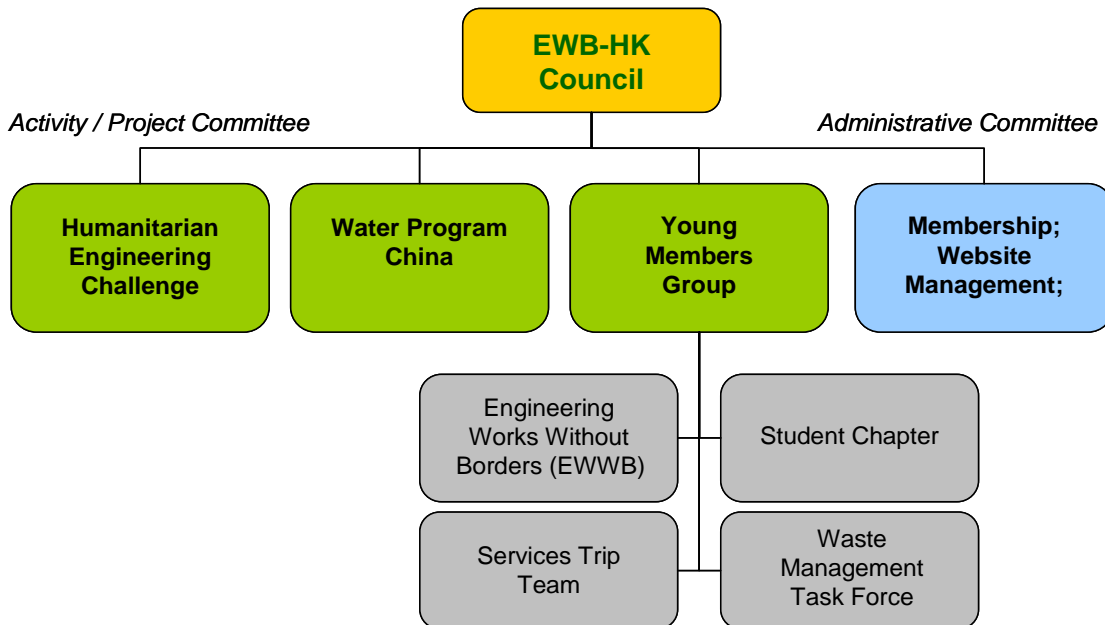 EWB-HK
Council
Activity / Project Committee
Administrative Committee
Humanitarian
Engineering
Challenge
Water Program
China
Young
Members
Group
Membership;
Website
Management;
Engineering
Works Without
Borders (EWWB)
Student Chapter
Services Trip
Team
Waste
Management
Task Force